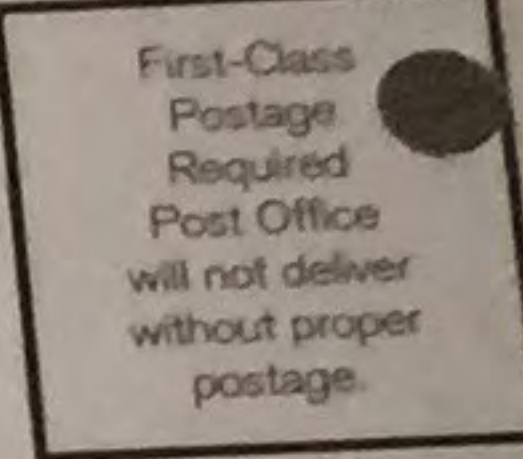 First-Class
Postage
Required
Post Office
will not deliver
without proper
postage.